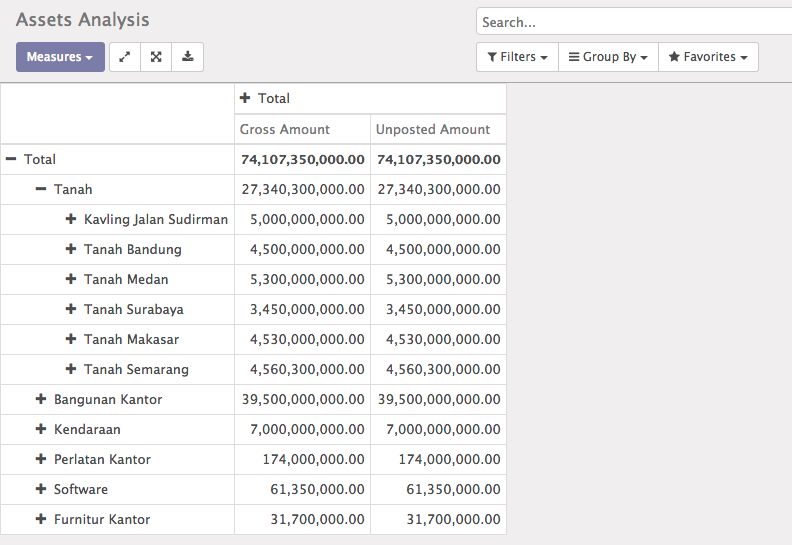 Assets Analysis
Search...
Measures
Filters Group By Favorites
Total
Gross Amount Unposted Amount
Total 74,107,350,000.00 74,107,350,000.00
Tanah 27,340,300,000.00 27,340,300,000.00
Kavling Jalan Sudirman 5,000,000,000.00 5,000,000,000.00
Tanah Bandung 4,500,000,000.00 4,500,000,000.00
Tanah Medan 5,300,000,000.00 5,300,000,000.00
Tanah Surabaya 3,450,000,000.00 3,450,000,000.00
Tanah Makasar 4,530,000,000.00 4,530,000,000.00
Tanah Semarang 4,560,300,000.00 4,560,300,000.00
Bangunan Kantor 39,500,000,000.00 39,500,000,000.00
Kendaraan 7,000,000,000.00 7,000,000,000.00
Perlatan Kantor 174,000,000.00 174,000,000.00
Software 61,350,000.00 61,350,000.00
Furnitur Kantor 31,700,000.00 31,700,000.00